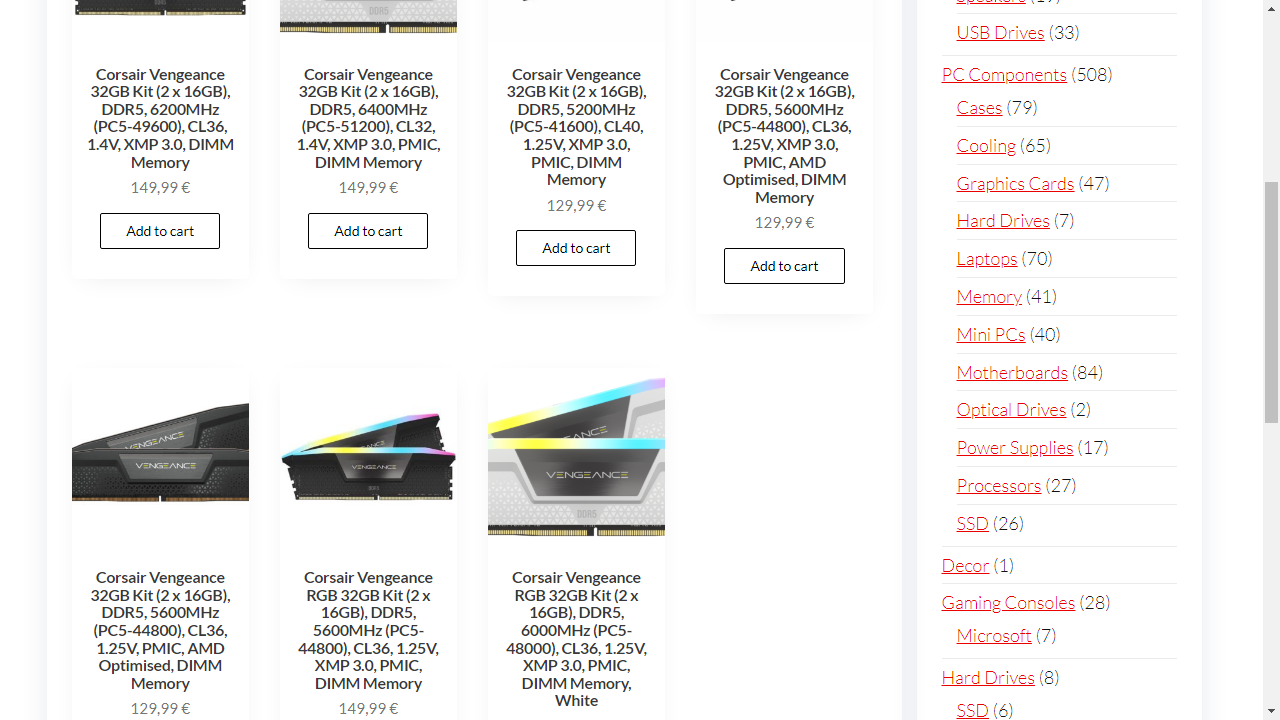 DDR5
Corsair Vengeance
32GB Kit (2 x 16GB),
DDR5, 6200MHz
(PC5-49600), CL36,
1.4V, XMP 3.0, DIMM
Memory
149,99 €
Add to cart
Corsair Vengeance
32GB Kit (2 x 16GB),
DDR5, 6400MHz
(PC5-51200), CL32,
1.4V, XMP 3.0, PMIC,
DIMM Memory
149,99 €
Add to cart
Corsair Vengeance
32GB Kit (2 x 16GB),
DDR5, 5200MHz
(PC5-41600), CL40,
1.25V, XMP 3.0,
PMIC, DIMM
Memory
129,99 €
Add to cart
Corsair Vengeance
32GB Kit (2 x 16GB),
DDR5, 5600MHz
(PC5-44800), CL36,
1.25V, XMP 3.0,
PMIC, AMD
Optimised, DIMM
Memory
129,99 €
Add to cart
VENGEANCE
VENGEANCE
Corsair Vengeance
32GB Kit (2 x 16GB),
DDR5, 5600MHz
(PC5-44800), CL36,
1.25V, PMIC, AMD
Optimised, DIMM
Memory
129,99 €
VENGEANCE
VENGEANCE
DDR5
Corsair Vengeance
RGB 32GB Kit (2 x
16GB), DDR5,
5600MHz (PC5-
44800), CL36, 1.25V,
XMP 3.0, PMIC,
DIMM Memory
149,99 €
VENGEANCE
DDR5
Corsair Vengeance
RGB 32GB Kit (2 x
16GB), DDR5,
6000MHz (PC5-
48000), CL36, 1.25V,
XMP 3.0, PMIC,
DIMM Memory,
White
Speakers (19)
USB Drives (33)
PC Components (508)
Cases (79)
Cooling (65)
Graphics Cards (47)
Hard Drives (7)
Laptops (70)
Memory (41)
Mini PCs (40)
Motherboards (84)
Optical Drives (2)
Power Supplies (17)
Processors (27)
SSD (26)
Decor (1)
Gaming Consoles (28)
Microsoft (7)
Hard Drives (8)
SSD (6)